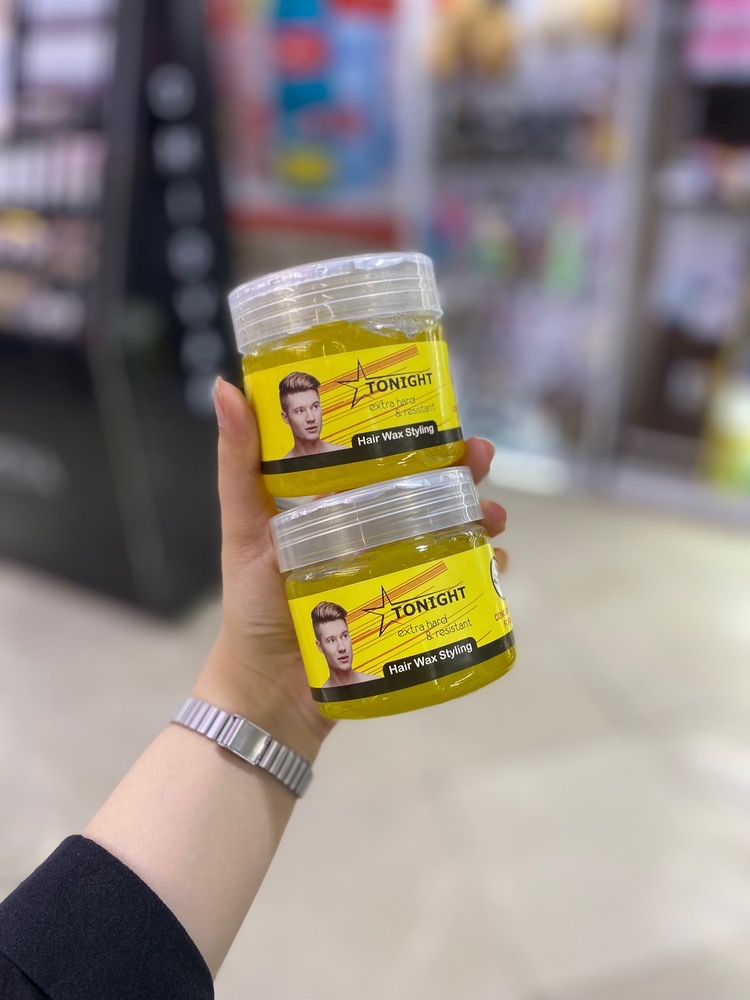 TONIGHT
extra hard
& resistant
Hair Wax Styling
TONIGHT
extra hard
& resistant
Hair Wax Styling